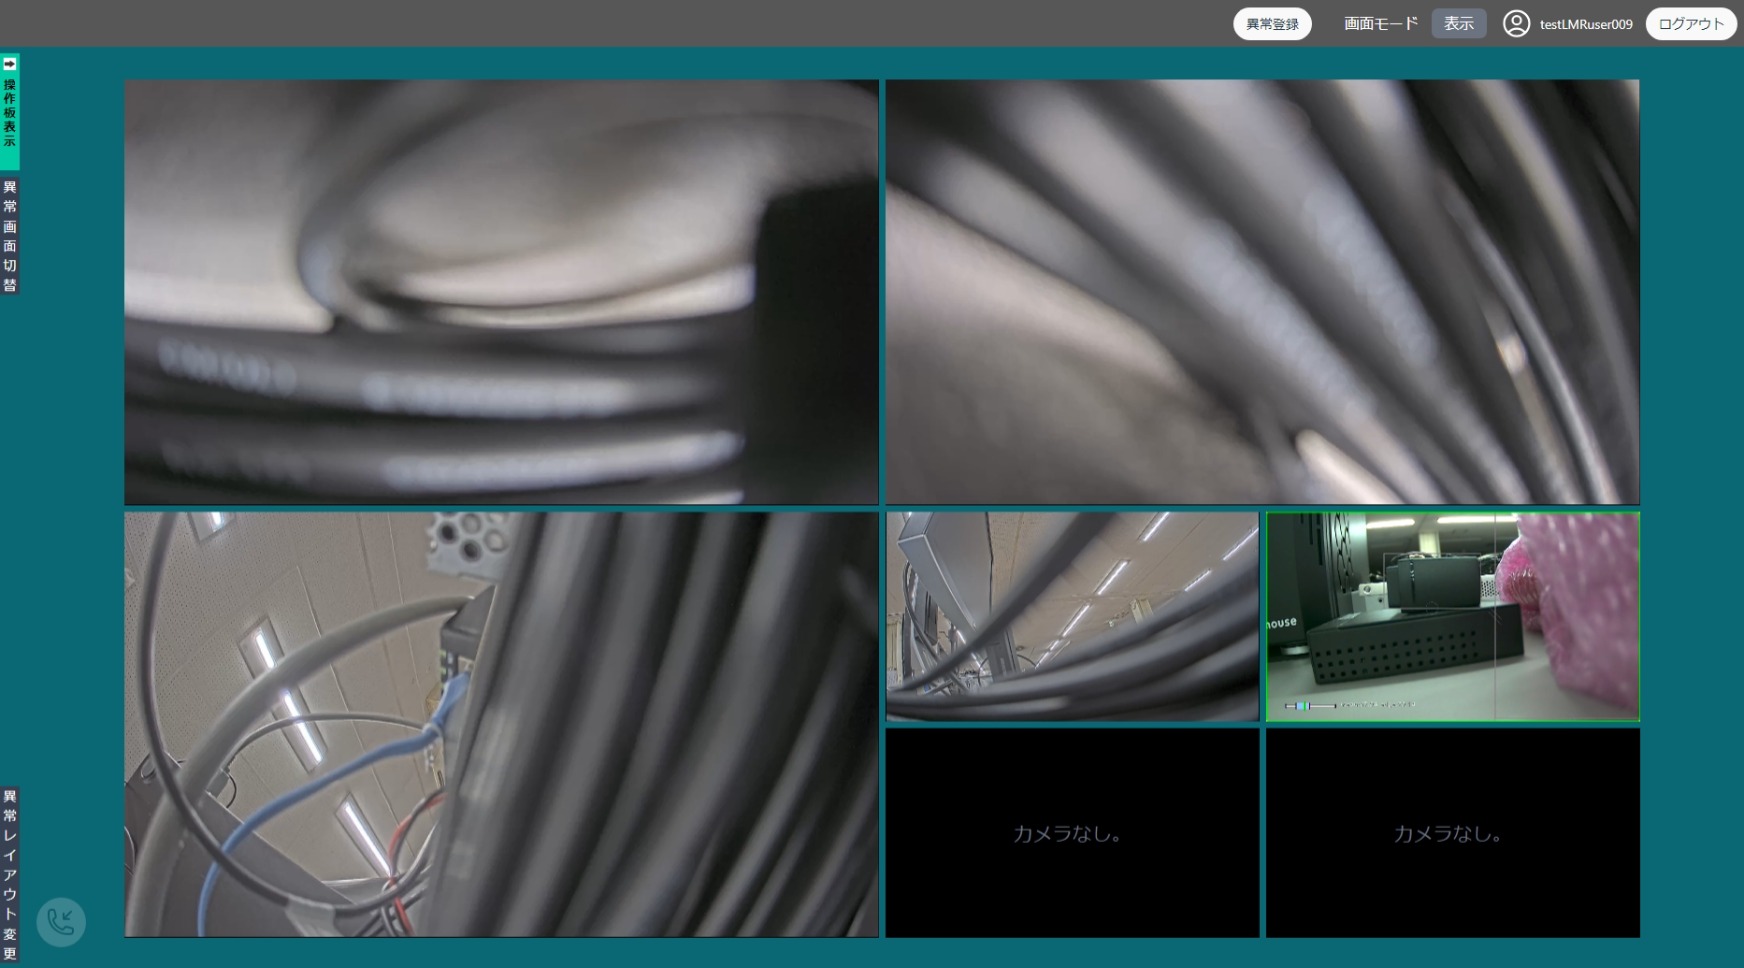 異常登録
画面モード
表示
testLMRuser009
ログアウト
操作板表示
異常画面切替
nouse
カメラなし。
カメラなし。
異常レイアウト変更